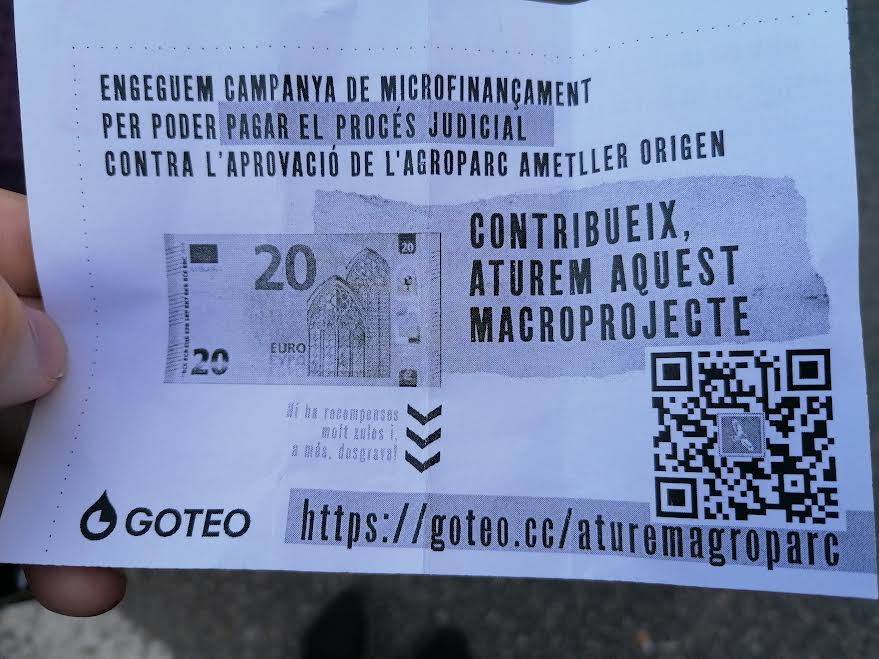 ENGEGUEM CAMPANYA DE MICROFINANÇAMENT
PER PODER PAGAR EL PROCÉS JUDICIAL
CONTRA L'APROVACIÓ DE L'AGROPARC AMETLLER ORIGEN
CONTRIBUEIX,
ATUREM AQUEST
MACROPROJECTE
20
20
EURO
20
Hi ha recompenses
molt xules i,
a més, desgrava!
GOTEO
https://goteo.cc/aturemagroparc